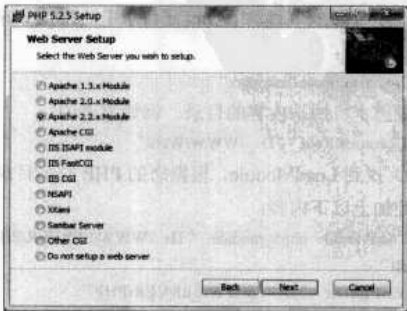 PHP 5.2.5 Setup
Web Server Setup
Select the Web Server you wish to setup.
Apache 1.3.x Module
Apache 2.0.x Module
Apache 2.2.x Module
Apache CGI
IIS ISAPI module
IIS FastCGI
IIS CGI
NSAPI
Xitami
Sambar Server
Other CGI
Do not setup a web server
Back Next Cancel